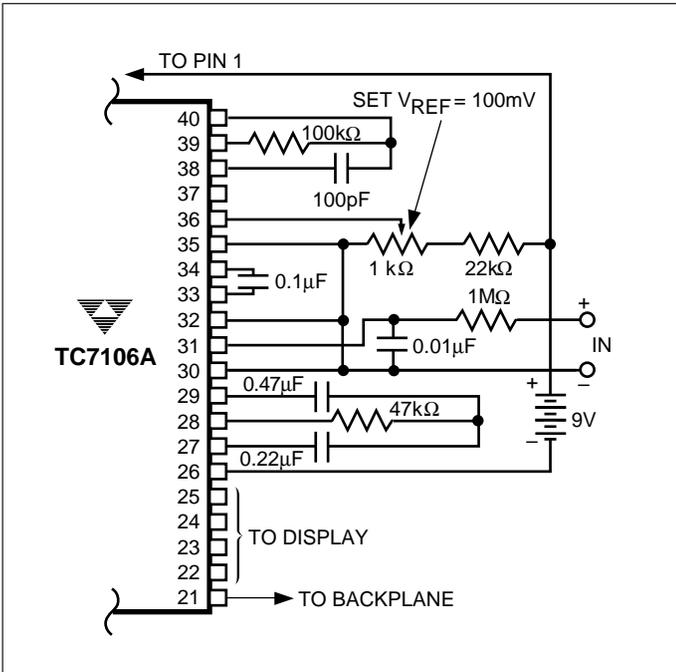 TO PIN 1
SET VREF = 100mV
40
39
100kΩ
38
100pF
37
36
35
1 kΩ
22kΩ
34
0.1µF
33
1MΩ
32
+
31
0.01µF
IN
TC7106A
30
–
29
0.47µF
+
28
47kΩ
9V
27
–
0.22µF
26
25
24
TO DISPLAY
23
22
21
TO BACKPLANE